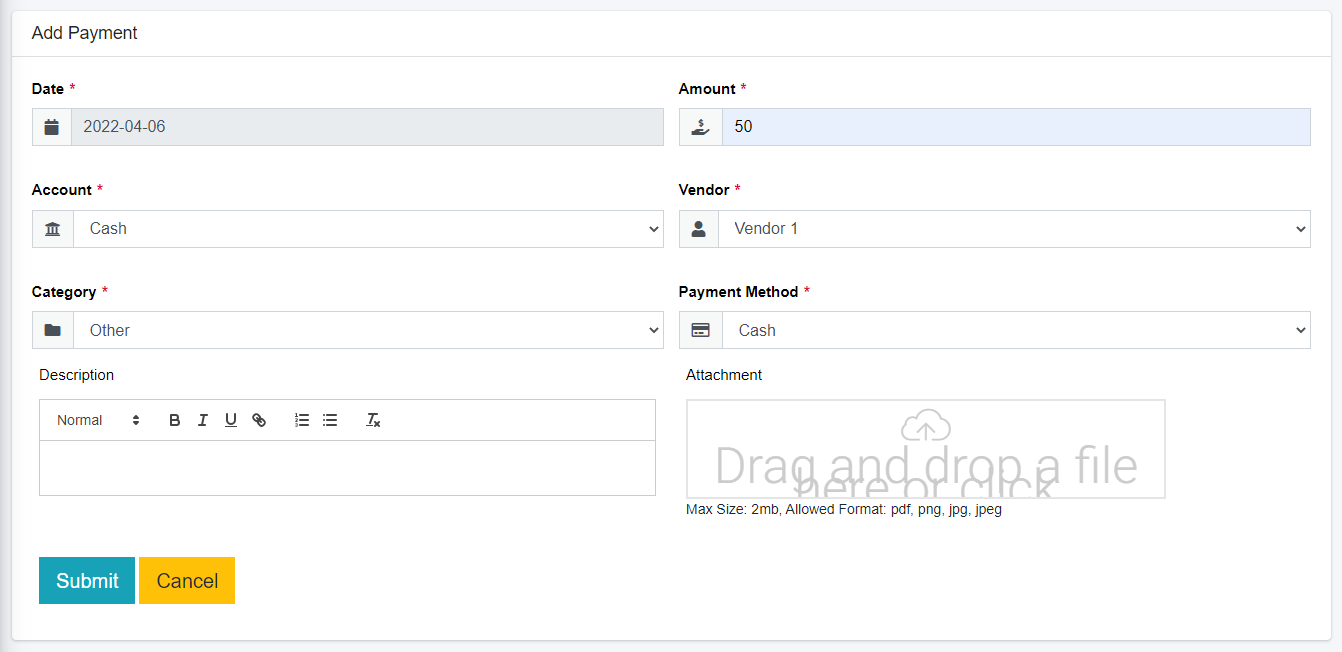 Add Payment
Date *
Amount *
2022-04-06
50
Account *
Vendor *
Cash
Vendor 1
Category *
Payment Method *
Other
Cash
Description
Attachment
Normal
Drag and drop a file
here or click
Max Size: 2mb, Allowed Format: pdf, png, jpg, jpeg
Submit
Cancel